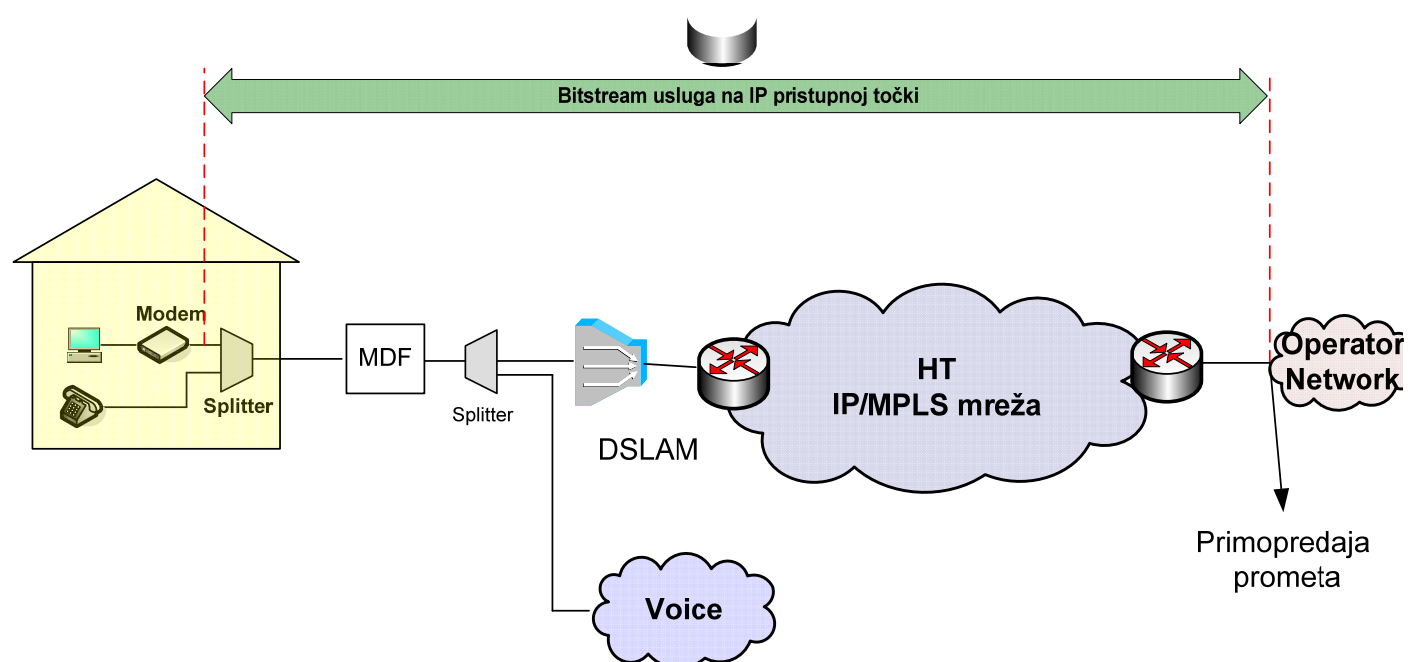 Bitstream usluga na IP pristupnoj točki
Modem
Splitter
MDF
Splitter
DSLAM
HT
IP/MPLS mreža
Operator
Network
Primopredaja
prometa
Voice